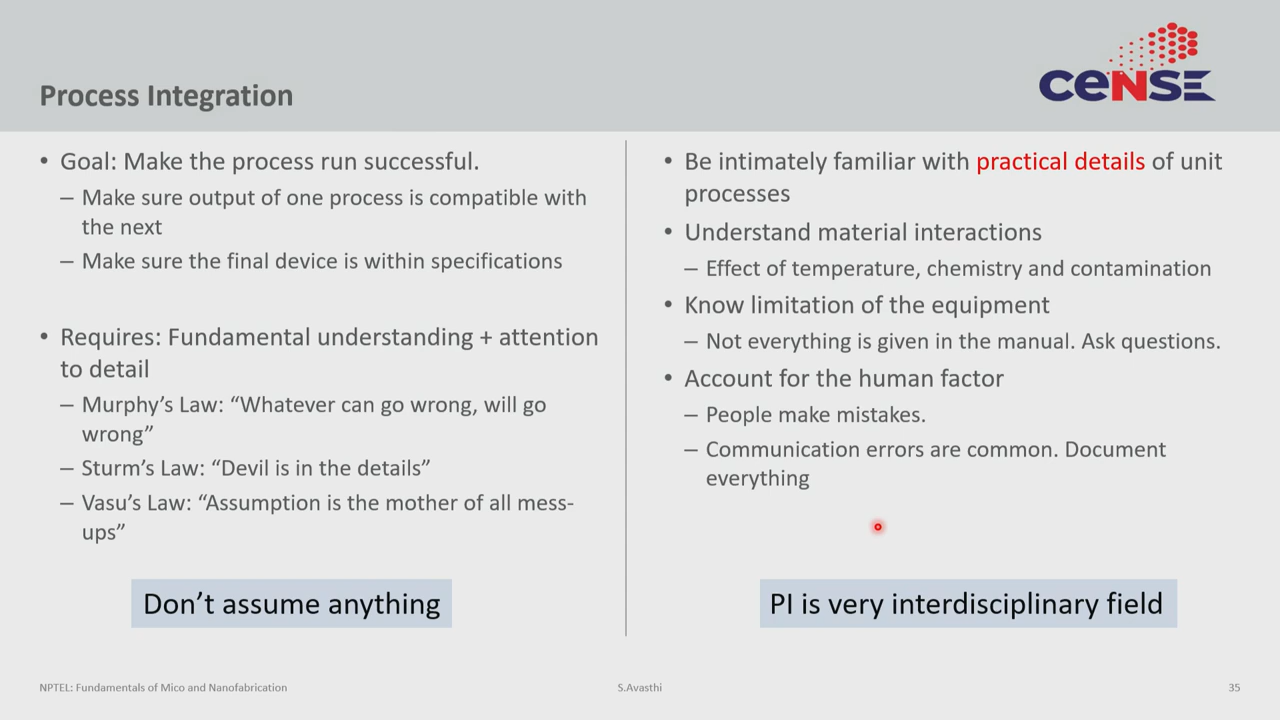 Process Integration
ceNSE
• Goal: Make the process run successful.
– Make sure output of one process is compatible with
the next
– Make sure the final device is within specifications
• Requires: Fundamental understanding + attention
to detail
– Murphy’s Law: “Whatever can go wrong, will go
wrong”
– Sturm’s Law: “Devil is in the details”
– Vasu’s Law: “Assumption is the mother of all mess-
ups”
Don’t assume anything
• Be intimately familiar with practical details of unit
processes
• Understand material interactions
– Effect of temperature, chemistry and contamination
• Know limitation of the equipment
– Not everything is given in the manual. Ask questions.
• Account for the human factor
– People make mistakes.
– Communication errors are common. Document
everything
PI is very interdisciplinary field
NPTEL: Fundamentals of Mico and Nanofabrication
S.Avasthi
35